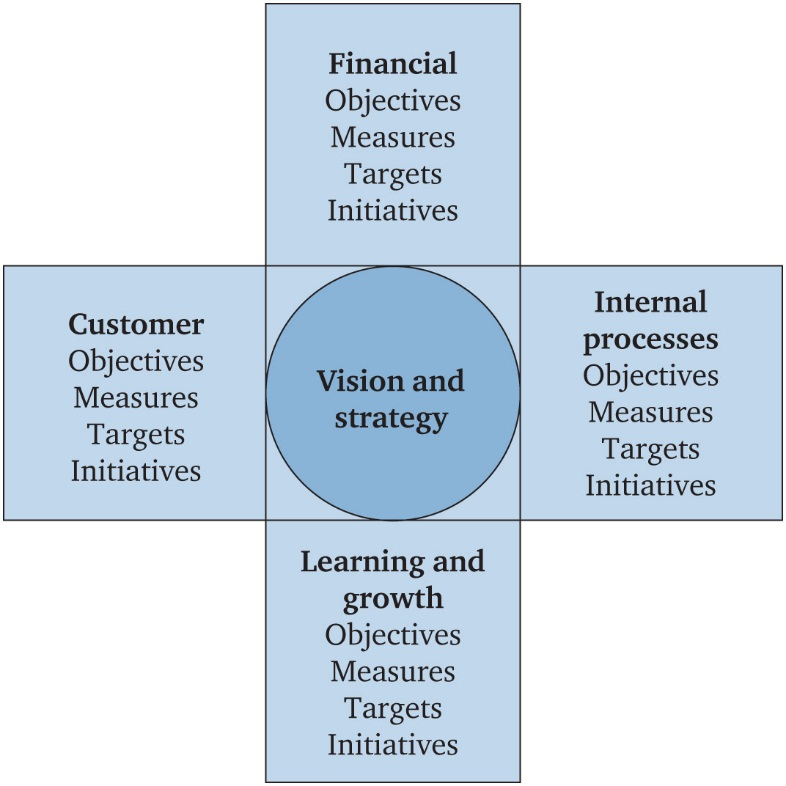 Financial
Objectives
Measures
Targets
Initiatives
Customer
Objectives
Measures
Targets
Initiatives
Vision and
strategy
Internal
processes
Objectives
Measures
Targets
Initiatives
Learning and
growth
Objectives
Measures
Targets
Initiatives